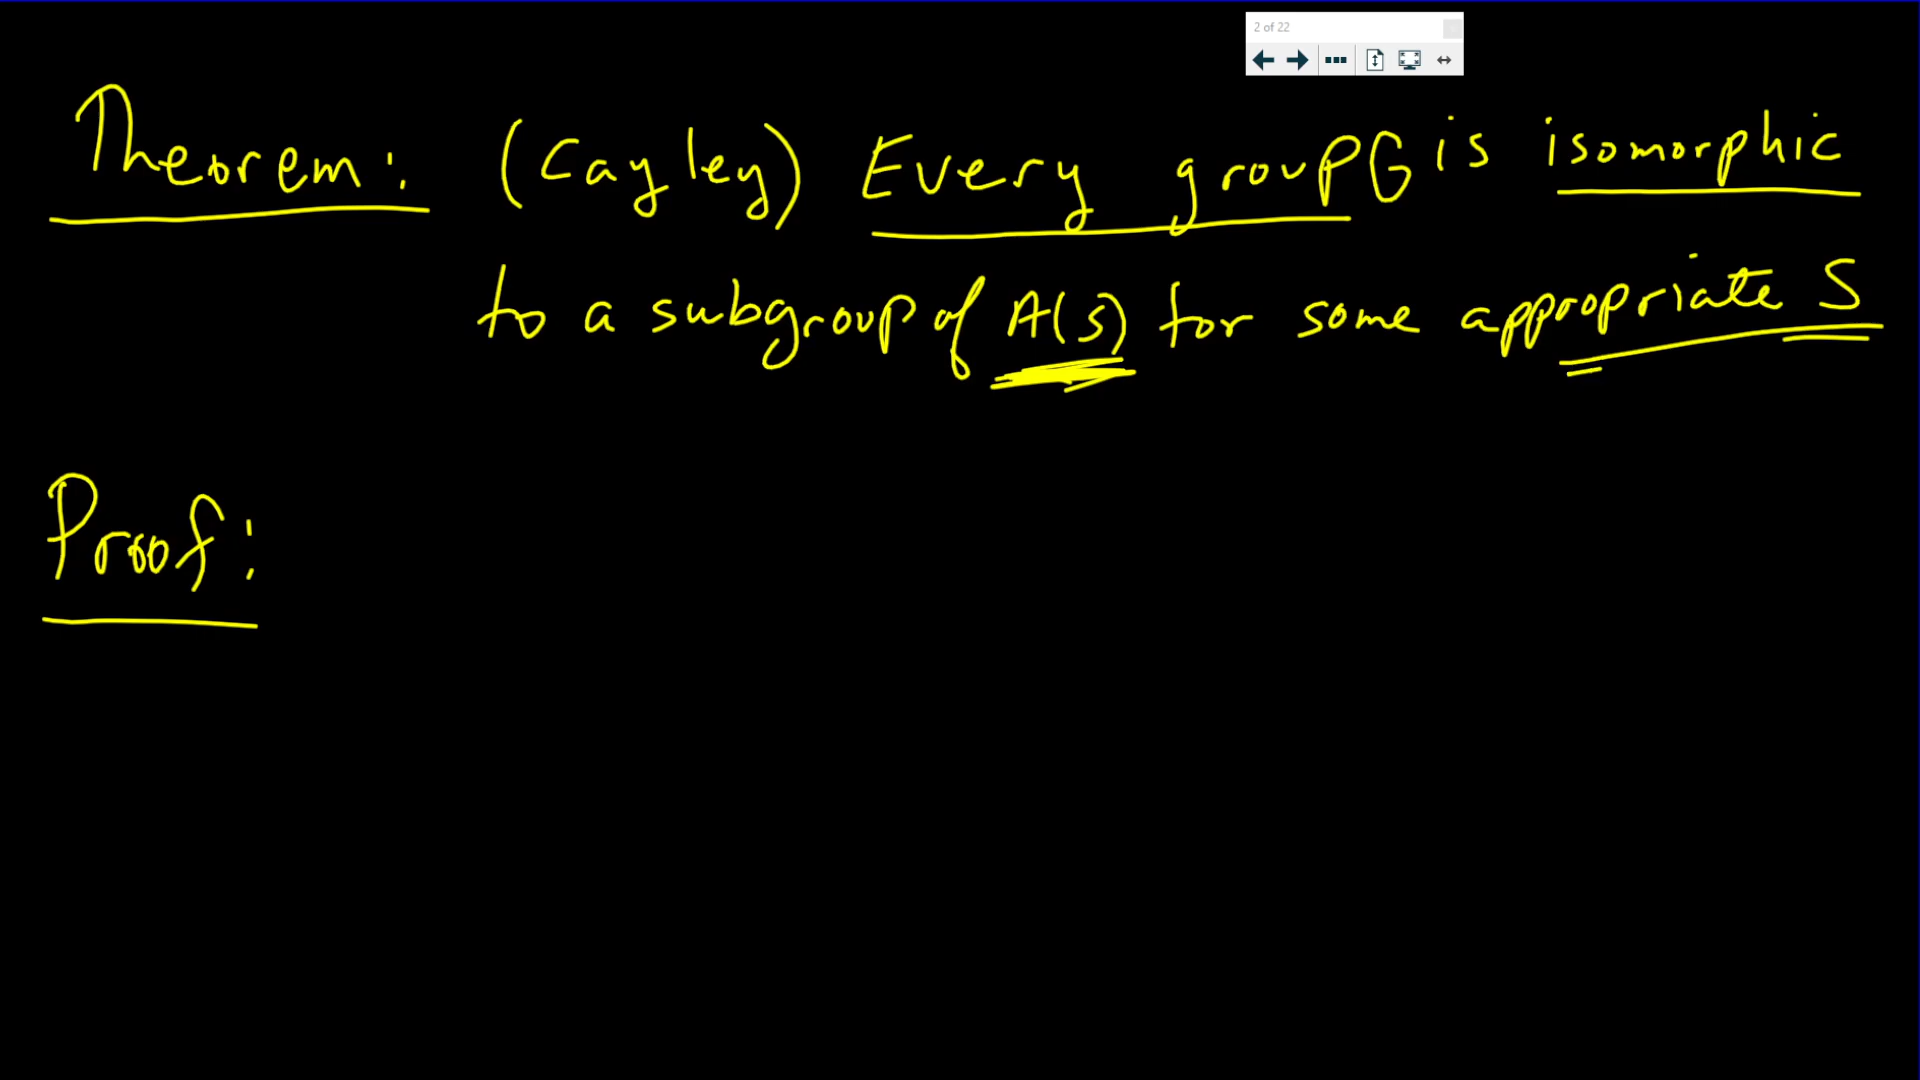 2 of 22
Theorem: (Cayley) Every group G is isomorphic
to a subgroup of A(S) for some appropriate S
Proof: